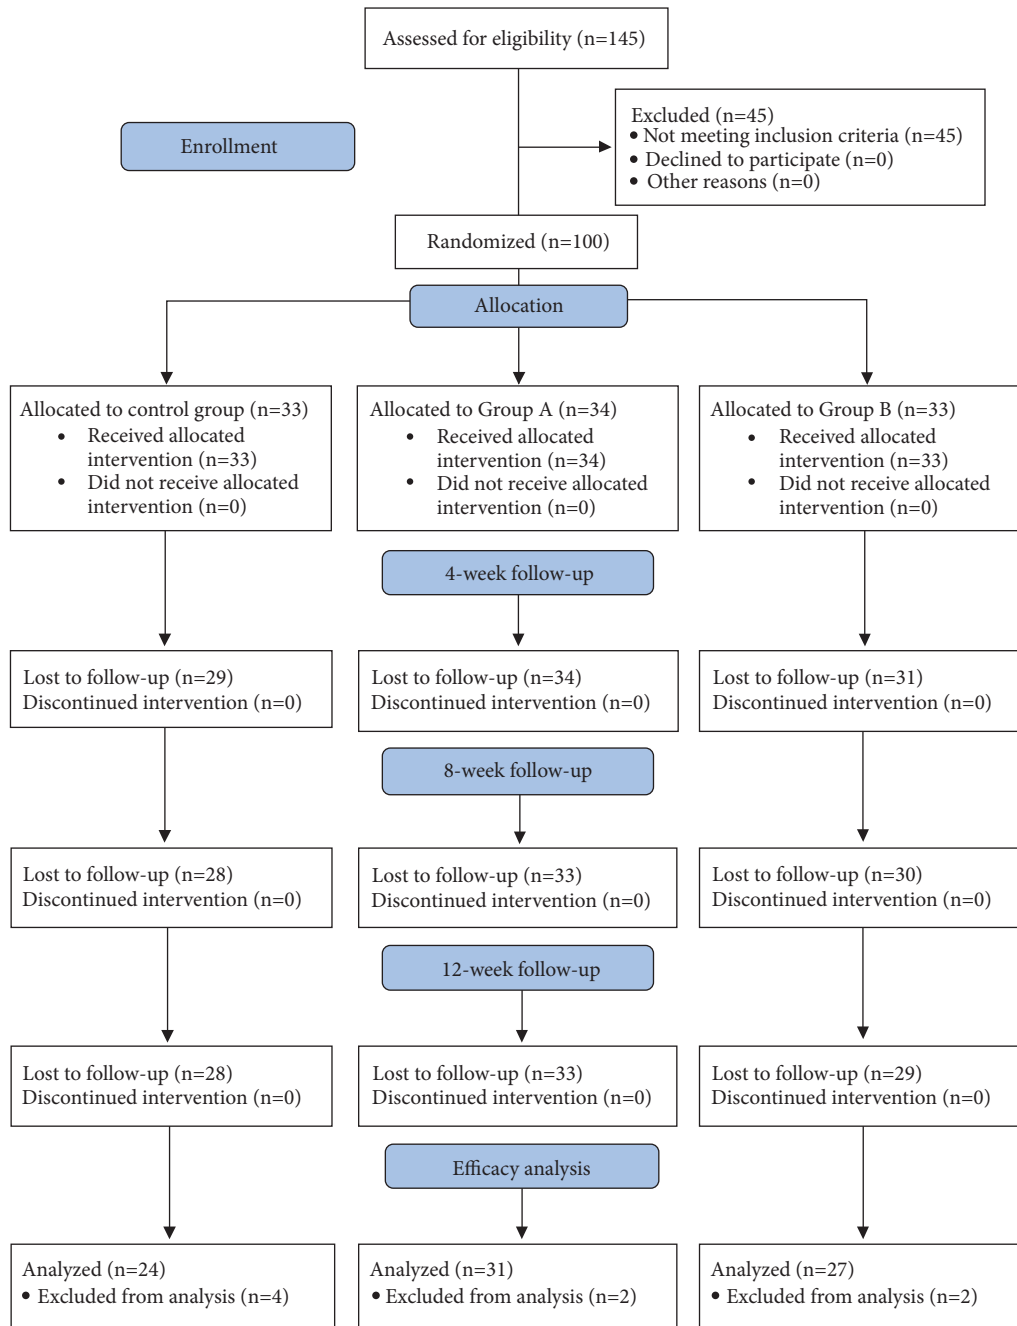 Assessed for eligibility (n=145)
Excluded (n=45)
• Not meeting inclusion criteria (n=45)
• Declined to participate (n=0)
• Other reasons (n=0)
Enrollment
Randomized (n=100)
Allocation
Allocated to control group (n=33)
• Received allocated
intervention (n=33)
• Did not receive allocated
intervention (n=0)
Allocated to Group A (n=34)
• Received allocated
intervention (n=34)
• Did not receive allocated
intervention (n=0)
Allocated to Group B (n=33)
• Received allocated
intervention (n=33)
• Did not receive allocated
intervention (n=0)
4-week follow-up
Lost to follow-up (n=29)
Discontinued intervention (n=0)
Lost to follow-up (n=34)
Discontinued intervention (n=0)
Lost to follow-up (n=31)
Discontinued intervention (n=0)
8-week follow-up
Lost to follow-up (n=28)
Discontinued intervention (n=0)
Lost to follow-up (n=33)
Discontinued intervention (n=0)
Lost to follow-up (n=30)
Discontinued intervention (n=0)
12-week follow-up
Lost to follow-up (n=28)
Discontinued intervention (n=0)
Lost to follow-up (n=33)
Discontinued intervention (n=0)
Lost to follow-up (n=29)
Discontinued intervention (n=0)
Efficacy analysis
Analyzed (n=24)
• Excluded from analysis (n=4)
Analyzed (n=31)
• Excluded from analysis (n=2)
Analyzed (n=27)
• Excluded from analysis (n=2)